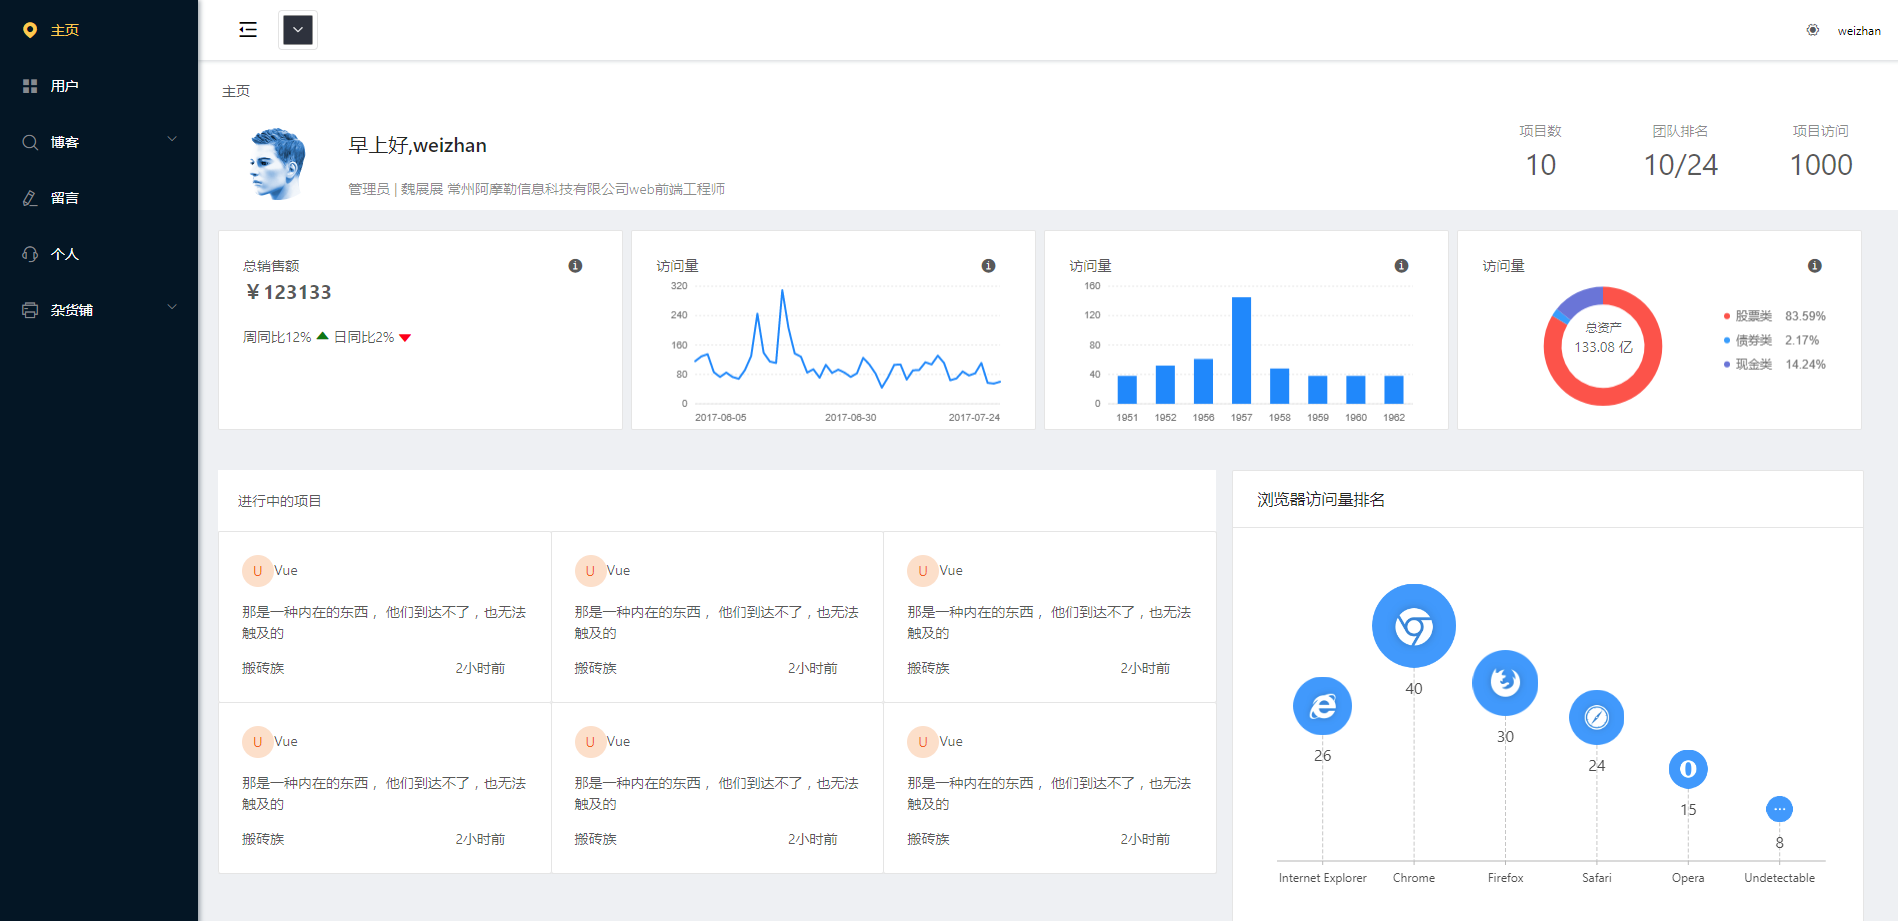 主页
用户
博客
留言
个人
杂货铺
weizhan
主页
早上好,weizhan
管理员 | 魏展展 常州阿摩勒信息科技有限公司web前端工程师
项目数
10
团队排名
10/24
项目访问
1000
总销售额
￥123133
周同比12% 日同比2%
访问量
320
240
160
80
0
2017-06-05 2017-06-30 2017-07-24
访问量
160
120
80
40
0
1951 1952 1956 1957 1958 1959 1960 1962
访问量
总资产
133.08 亿
股票类 83.59%
债券类 2.17%
现金类 14.24%
进行中的项目
U Vue
那是一种内在的东西， 他们到达不了，也无法
触及的
搬砖族 2小时前
U Vue
那是一种内在的东西， 他们到达不了，也无法
触及的
搬砖族 2小时前
U Vue
那是一种内在的东西， 他们到达不了，也无法
触及的
搬砖族 2小时前
U Vue
那是一种内在的东西， 他们到达不了，也无法
触及的
搬砖族 2小时前
U Vue
那是一种内在的东西， 他们到达不了，也无法
触及的
搬砖族 2小时前
U Vue
那是一种内在的东西， 他们到达不了，也无法
触及的
搬砖族 2小时前
浏览器访问量排名
26
40
30
24
15
8
Internet Explorer Chrome Firefox Safari Opera Undetectable